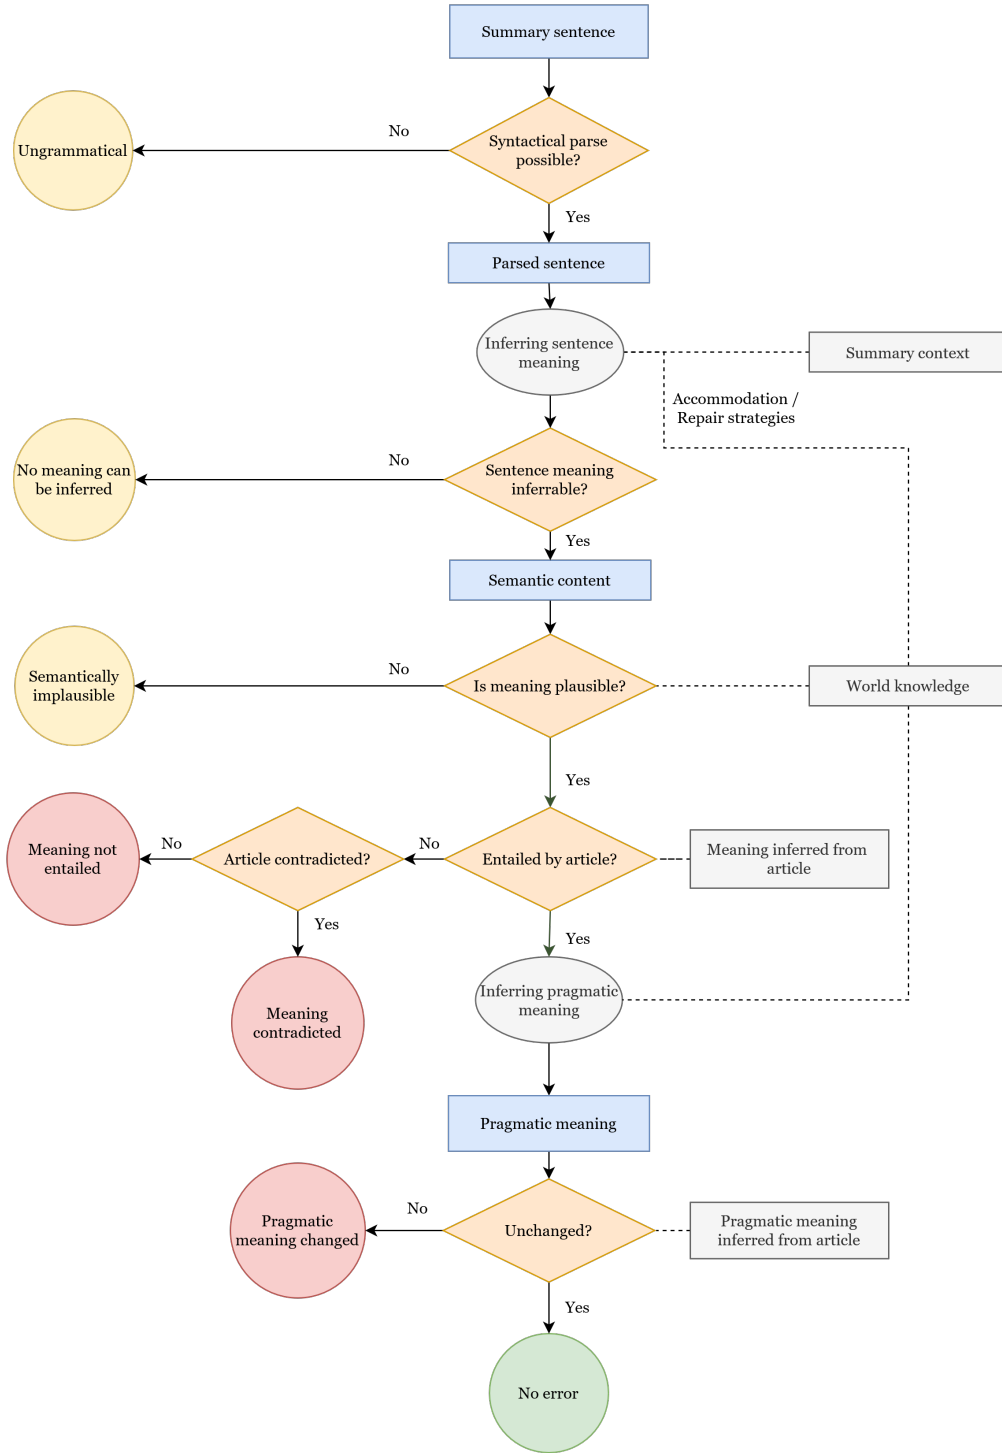 Summary sentence
No
Syntactical parse
possible?
Ungrammatical
Yes
Parsed sentence
Inferring sentence
meaning
Summary context
Accommodation /
Repair strategies
No
Sentence meaning
inferrable?
No meaning can
be inferred
Yes
Semantic content
No
Is meaning plausible?
Semantically
implausible
World knowledge
Yes
No
No
Entailed by article?
Article contradicted?
Meaning not
entailed
Meaning inferred from
article
Yes
Yes
Inferring pragmatic
meaning
Meaning
contradicted
Pragmatic meaning
No
Unchanged?
Pragmatic
meaning changed
Pragmatic meaning
inferred from article
Yes
No error